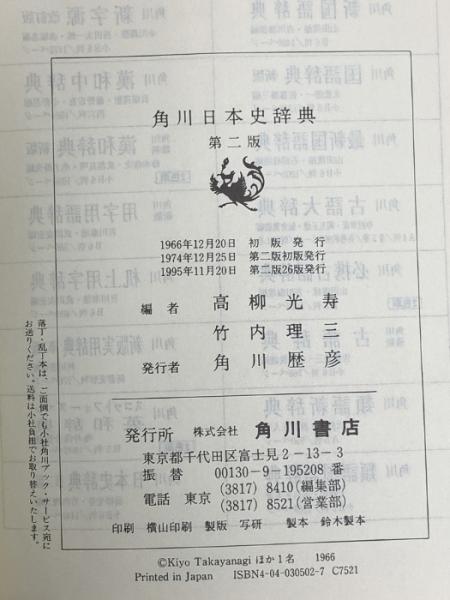 角川日本史辞典
第二版
1966年12月20日 初版発行
1974年12月25日 第二版初版発行
1995年11月20日 第二版26版発行
編者 高柳光寿
竹内理三
発行者 角川歴彦
発行所 株式会社 角川書店
東京都千代田区富士見2-13-3
振替 00130-9-195208番
電話 東京 (3817) 8410(編集部)
(3817) 8521(営業部)
印刷 横山印刷 製版 写研 製本 鈴木製本
©Kiyo Takayanagi ほか1名 1966
Printed in Japan ISBN4-04-030502-7 C7521
落丁・乱丁本は、ご面倒でも小社角川ブック・サービス宛に
お送りください。送料は小社負担でお取り替えいたします。